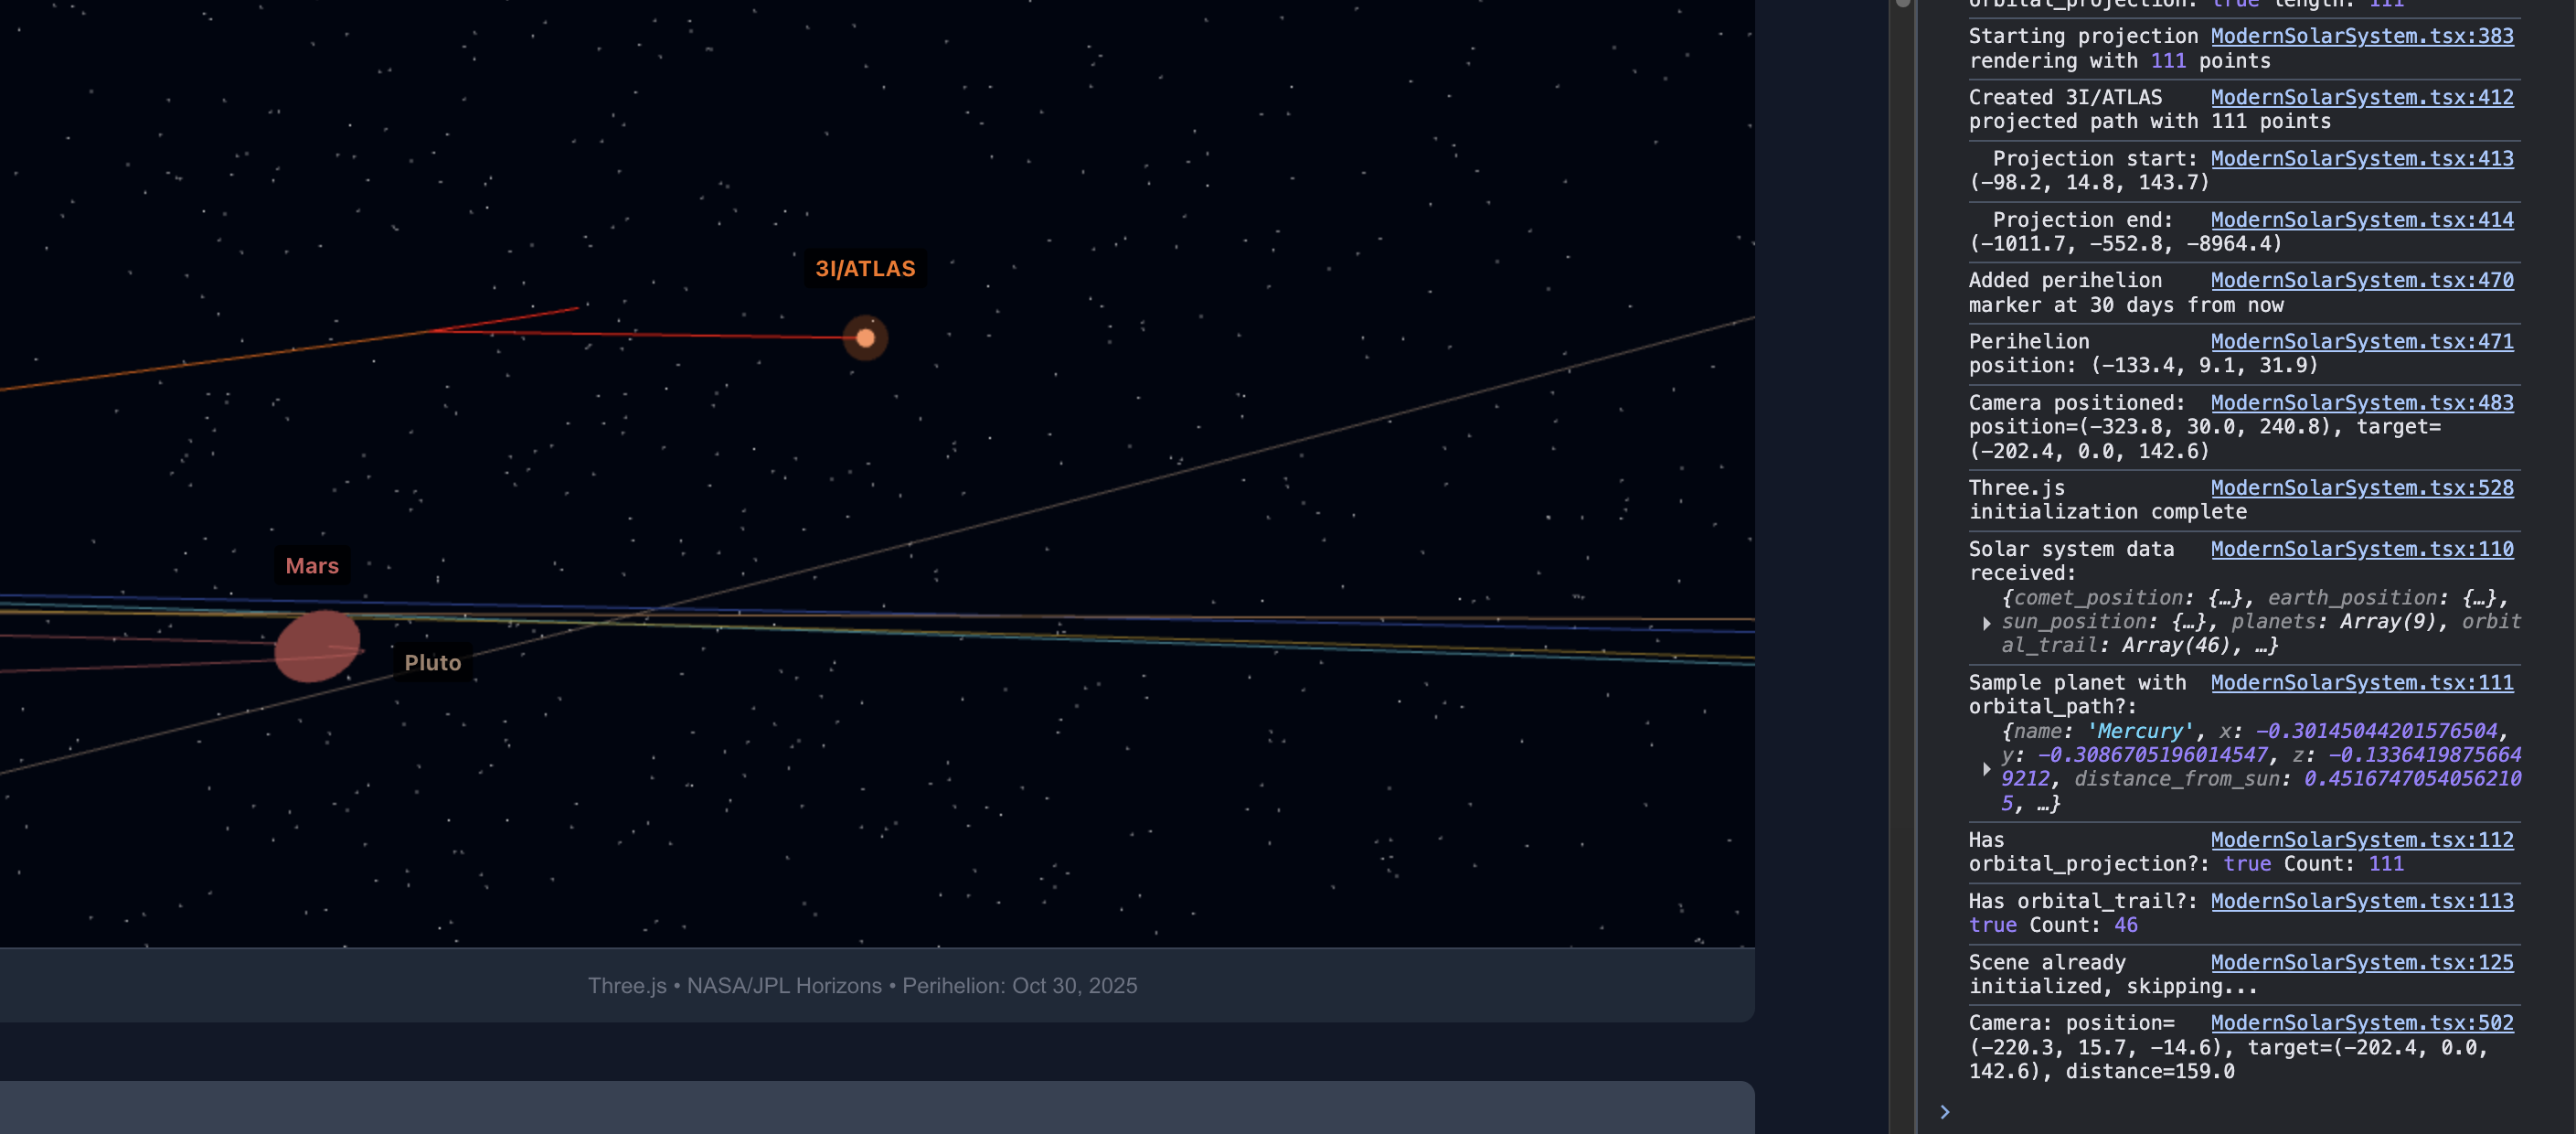 3I/ATLAS
Mars
Pluto
Three.js • NASA/JPL Horizons • Perihelion: Oct 30, 2025
orbital_projection: true length: 111
Starting projection ModernSolarSystem.tsx:383
rendering with 111 points
Created 3I/ATLAS ModernSolarSystem.tsx:412
projected path with 111 points
Projection start: ModernSolarSystem.tsx:413
(-98.2, 14.8, 143.7)
Projection end: ModernSolarSystem.tsx:414
(-1011.7, -552.8, -8964.4)
Added perihelion ModernSolarSystem.tsx:470
marker at 30 days from now
Perihelion ModernSolarSystem.tsx:471
position: (-133.4, 9.1, 31.9)
Camera positioned: ModernSolarSystem.tsx:483
position=(-323.8, 30.0, 240.8), target=
(-202.4, 0.0, 142.6)
Three.js ModernSolarSystem.tsx:528
initialization complete
Solar system data ModernSolarSystem.tsx:110
received:
{comet_position: {…}, earth_position: {…},
sun_position: {…}, planets: Array(9), orbit
al_trail: Array(46), …}
Sample planet with ModernSolarSystem.tsx:111
orbital_path?:
{name: 'Mercury', x: -0.30145044201576504,
y: -0.3086705196014547, z: -0.1336419875664
9212, distance_from_sun: 0.4516747054056210
5, …}
Has ModernSolarSystem.tsx:112
orbital_projection?: true Count: 111
Has orbital_trail?: ModernSolarSystem.tsx:113
true Count: 46
Scene already ModernSolarSystem.tsx:125
initialized, skipping...
Camera: position= ModernSolarSystem.tsx:502
(-220.3, 15.7, -14.6), target=(-202.4, 0.0,
142.6), distance=159.0